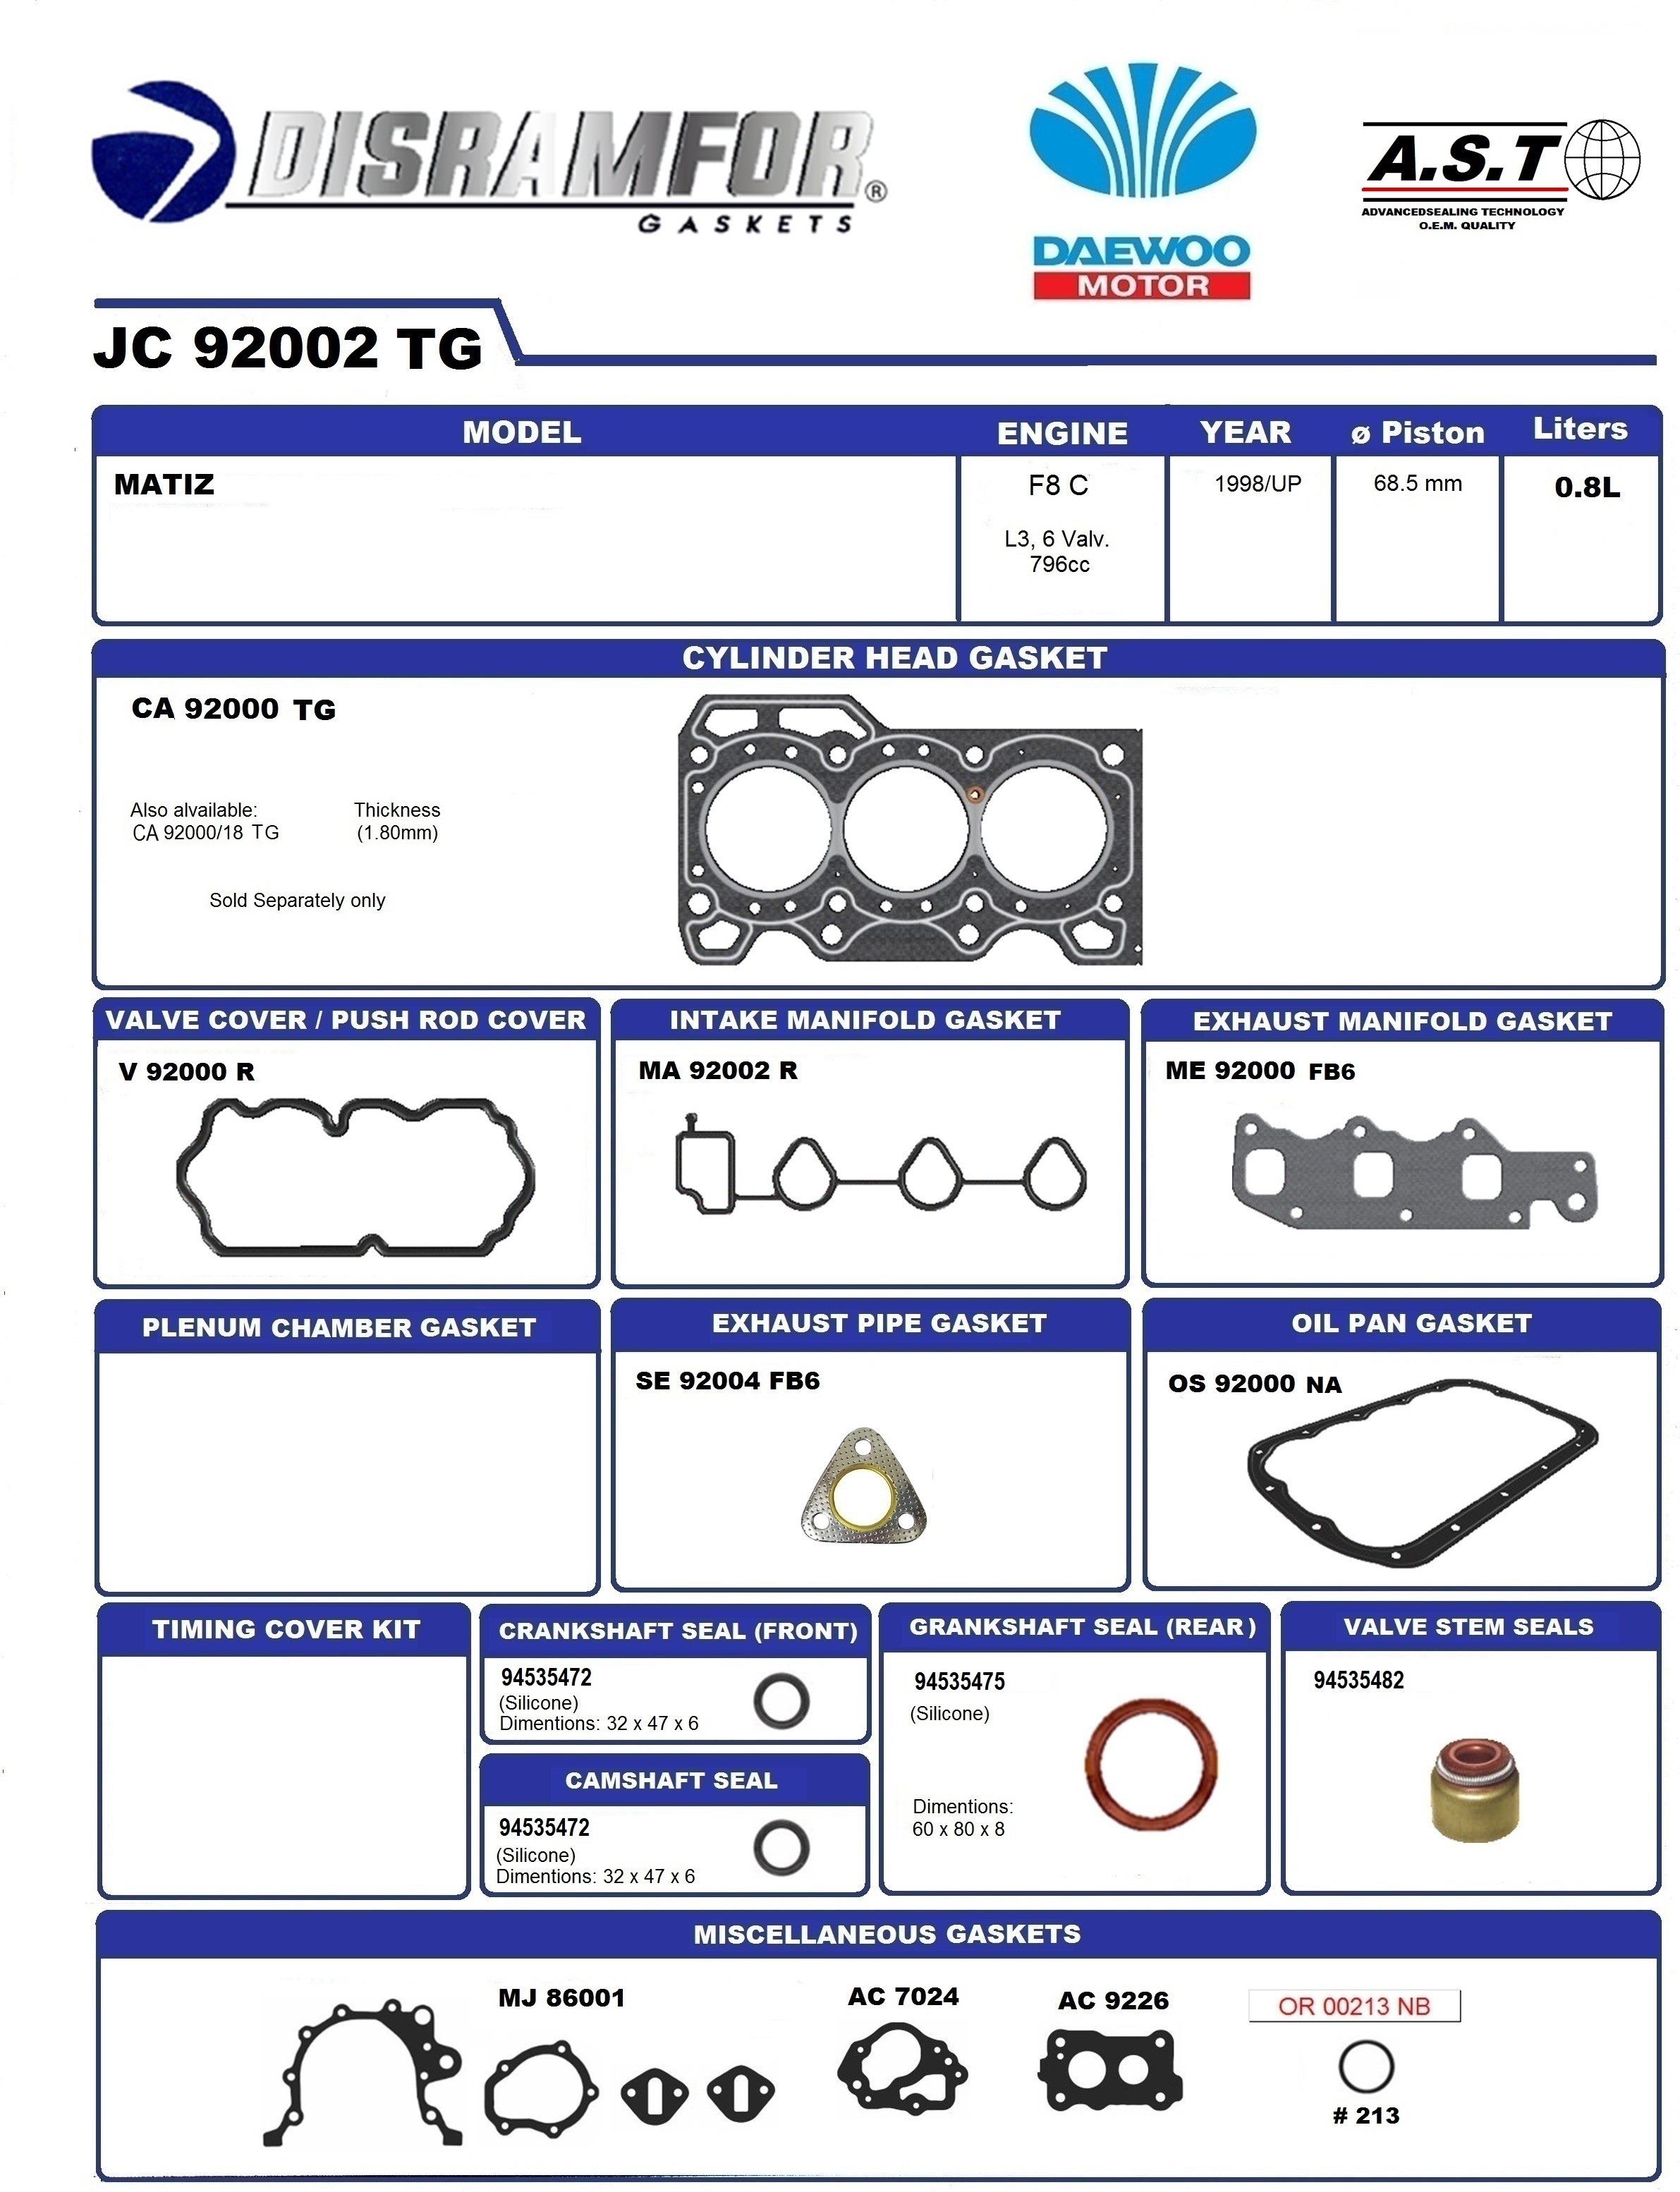 DISRAMFOR®
GASKETS
DAEWOO
MOTOR
A.S.T
ADVANCEDSEALING TECHNOLOGY
O.E.M. QUALITY
JC 92002 TG
MODEL ENGINE YEAR ø Piston Liters
MATIZ F8 C 1998/UP 68.5 mm 0.8L
L3, 6 Valv.
796cc
CYLINDER HEAD GASKET
CA 92000 TG
Also alvailable: Thickness
CA 92000/18 TG (1.80mm)
Sold Separately only
VALVE COVER / PUSH ROD COVER
V 92000 R
INTAKE MANIFOLD GASKET
MA 92002 R
EXHAUST MANIFOLD GASKET
ME 92000 FB6
PLENUM CHAMBER GASKET
EXHAUST PIPE GASKET
SE 92004 FB6
OIL PAN GASKET
OS 92000 NA
TIMING COVER KIT
CRANKSHAFT SEAL (FRONT)
94535472
(Silicone)
Dimentions: 32 x 47 x 6
CAMSHAFT SEAL
94535472
(Silicone)
Dimentions: 32 x 47 x 6
GRANKSHAFT SEAL (REAR)
94535475
(Silicone)
Dimentions:
60 x 80 x 8
VALVE STEM SEALS
94535482
MISCELLANEOUS GASKETS
MJ 86001
AC 7024
AC 9226
OR 00213 NB
# 213